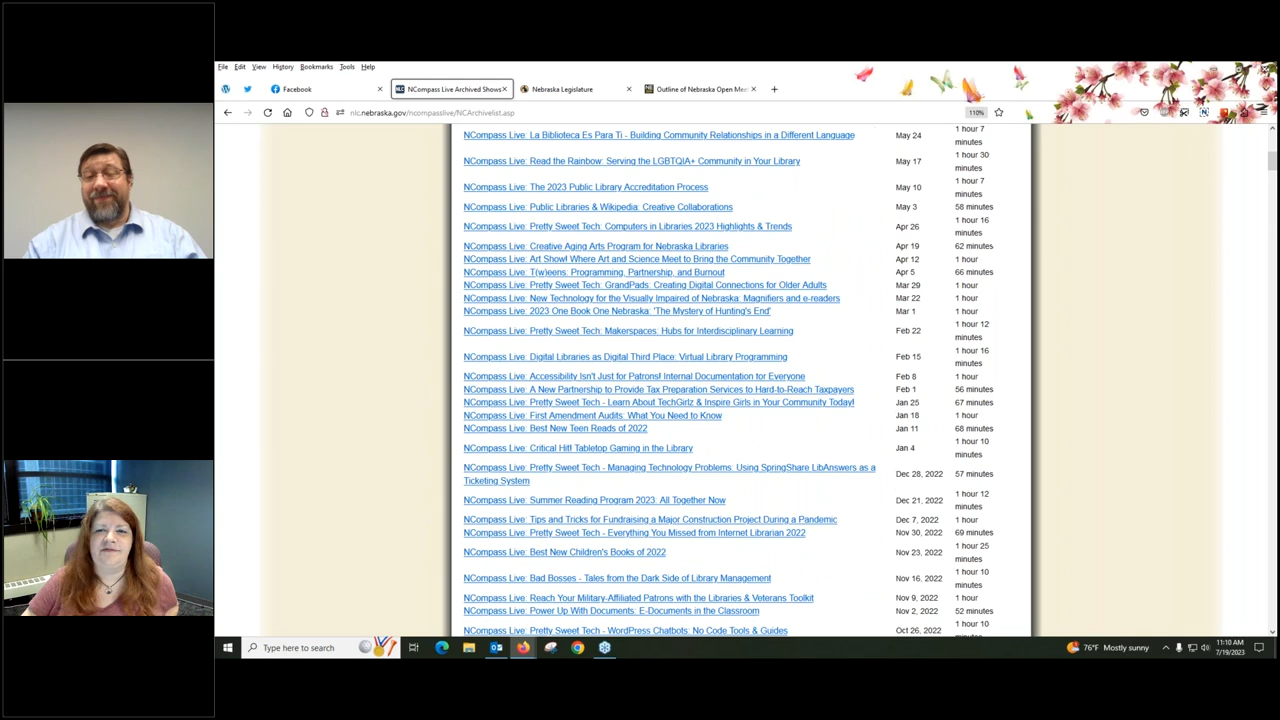 File Edit View History Bookmarks Tools Help
Facebook NCompass Live Archived Shows Nebraska Legislature Outline of Nebraska Open Mee
nlc.nebraska.gov/ncompasslive/NCArchivelist.asp 110%
NCompass Live: La Biblioteca Es Para Ti - Building Community Relationships in a Different Language May 24 1 hour 7 minutes
NCompass Live: Read the Rainbow: Serving the LGBTQIA+ Community in Your Library May 17 1 hour 30 minutes
NCompass Live: The 2023 Public Library Accreditation Process May 10 1 hour 7 minutes
NCompass Live: Public Libraries & Wikipedia: Creative Collaborations May 3 58 minutes
NCompass Live: Pretty Sweet Tech: Computers in Libraries 2023 Highlights & Trends Apr 26 1 hour 16 minutes
NCompass Live: Creative Aging Arts Program for Nebraska Libraries Apr 19 62 minutes
NCompass Live: Art Show! Where Art and Science Meet to Bring the Community Together Apr 12 1 hour
NCompass Live: T(w)eens: Programming, Partnership, and Burnout Apr 5 66 minutes
NCompass Live: Pretty Sweet Tech: GrandPads: Creating Digital Connections for Older Adults Mar 29 1 hour
NCompass Live: New Technology for the Visually Impaired of Nebraska: Magnifiers and e-readers Mar 22 1 hour
NCompass Live: 2023 One Book One Nebraska: 'The Mystery of Hunting's End' Mar 1 1 hour
NCompass Live: Pretty Sweet Tech: Makerspaces: Hubs for Interdisciplinary Learning Feb 22 1 hour 12 minutes
NCompass Live: Digital Libraries as Digital Third Place: Virtual Library Programming Feb 15 1 hour 16 minutes
NCompass Live: Accessibility Isn't Just for Patrons! Internal Documentation for Everyone Feb 8 1 hour
NCompass Live: A New Partnership to Provide Tax Preparation Services to Hard-to-Reach Taxpayers Feb 1 56 minutes
NCompass Live: Pretty Sweet Tech - Learn About TechGirlz & Inspire Girls in Your Community Today! Jan 25 67 minutes
NCompass Live: First Amendment Audits: What You Need to Know Jan 18 1 hour
NCompass Live: Best New Teen Reads of 2022 Jan 11 68 minutes
NCompass Live: Critical Hit! Tabletop Gaming in the Library Jan 4 1 hour 10 minutes
NCompass Live: Pretty Sweet Tech - Managing Technology Problems: Using SpringShare LibAnswers as a
Ticketing System Dec 28, 2022 57 minutes
NCompass Live: Summer Reading Program 2023: All Together Now Dec 21, 2022 1 hour 12 minutes
NCompass Live: Tips and Tricks for Fundraising a Major Construction Project During a Pandemic Dec 7, 2022 1 hour
NCompass Live: Pretty Sweet Tech - Everything You Missed from Internet Librarian 2022 Nov 30, 2022 69 minutes
NCompass Live: Best New Children's Books of 2022 Nov 23, 2022 1 hour 25 minutes
NCompass Live: Bad Bosses - Tales from the Dark Side of Library Management Nov 16, 2022 1 hour 10 minutes
NCompass Live: Reach Your Military-Affiliated Patrons with the Libraries & Veterans Toolkit Nov 9, 2022 1 hour
NCompass Live: Power Up With Documents: E-Documents in the Classroom Nov 2, 2022 52 minutes
NCompass Live: Pretty Sweet Tech - WordPress Chatbots: No Code Tools & Guides Oct 26, 2022 1 hour 10 minutes
Type here to search 76°F Mostly sunny 11:10 AM
7/19/2023